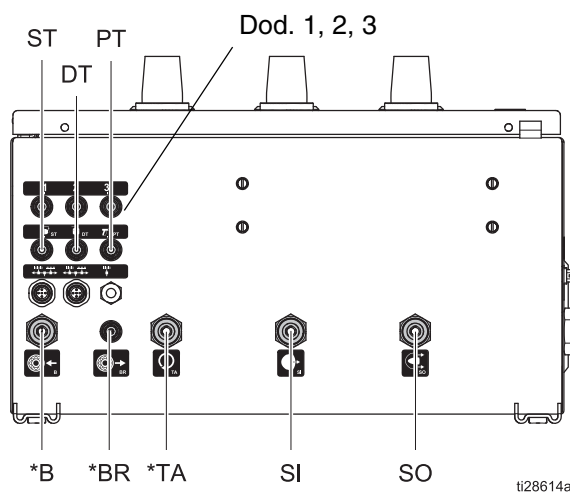 ST PT Dod. 1, 2, 3
DT
1 2 3
ST DT PT
B BR TA SI SO
*B *BR *TA SI SO
ti28614a